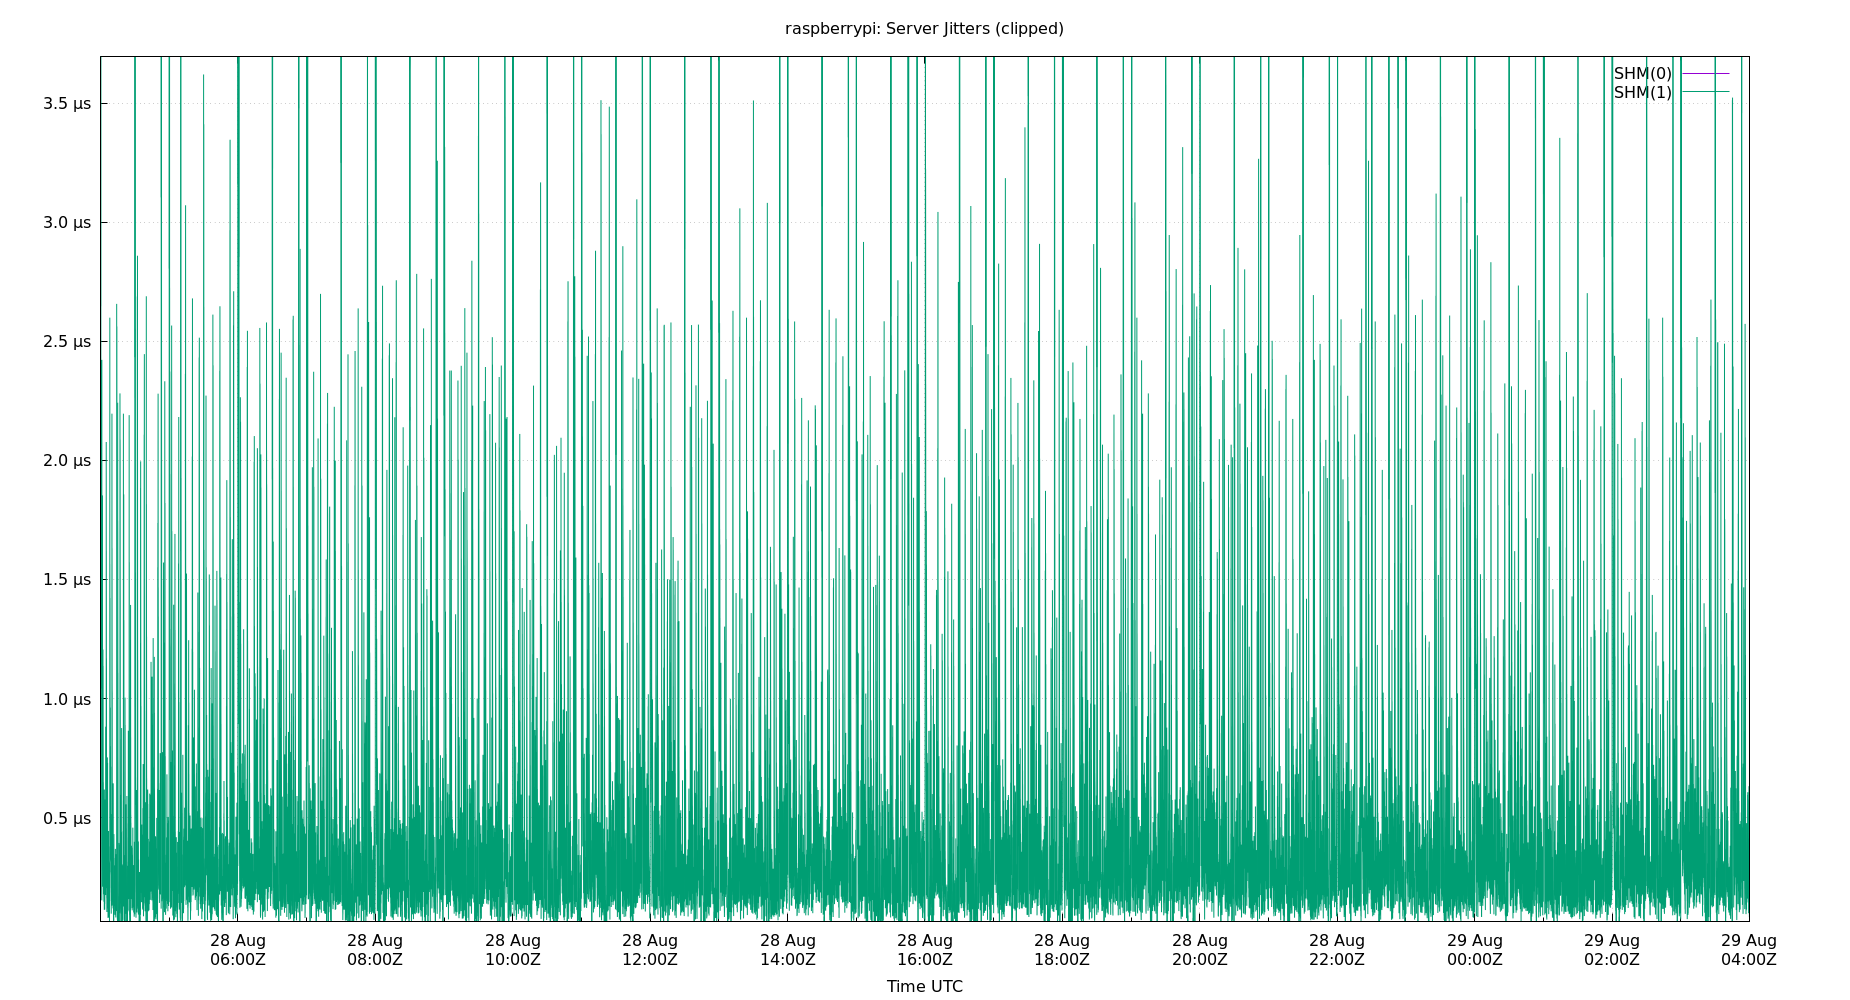 raspberrypi: Server Jitters (clipped)
SHM(0)
SHM(1)
3.5 µs
3.0 µs
2.5 µs
2.0 µs
1.5 µs
1.0 µs
0.5 µs
28 Aug 28 Aug 28 Aug 28 Aug 28 Aug 28 Aug 28 Aug 28 Aug 28 Aug 29 Aug 29 Aug 29 Aug
06:00Z 08:00Z 10:00Z 12:00Z 14:00Z 16:00Z 18:00Z 20:00Z 22:00Z 00:00Z 02:00Z 04:00Z
Time UTC